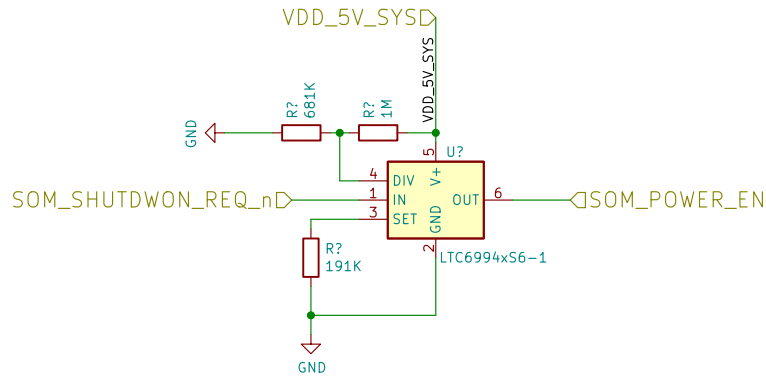 VDD_5V_SYS
VDD_5V_SYS
R?
681K
R?
1M
GND
5
U?
4
DIV
V+
SOM_SHUTDWON_REQ_n
1
IN
OUT
6
SOM_POWER_EN
3
SET
GND
2
LTC6994xS6-1
R?
191K
GND